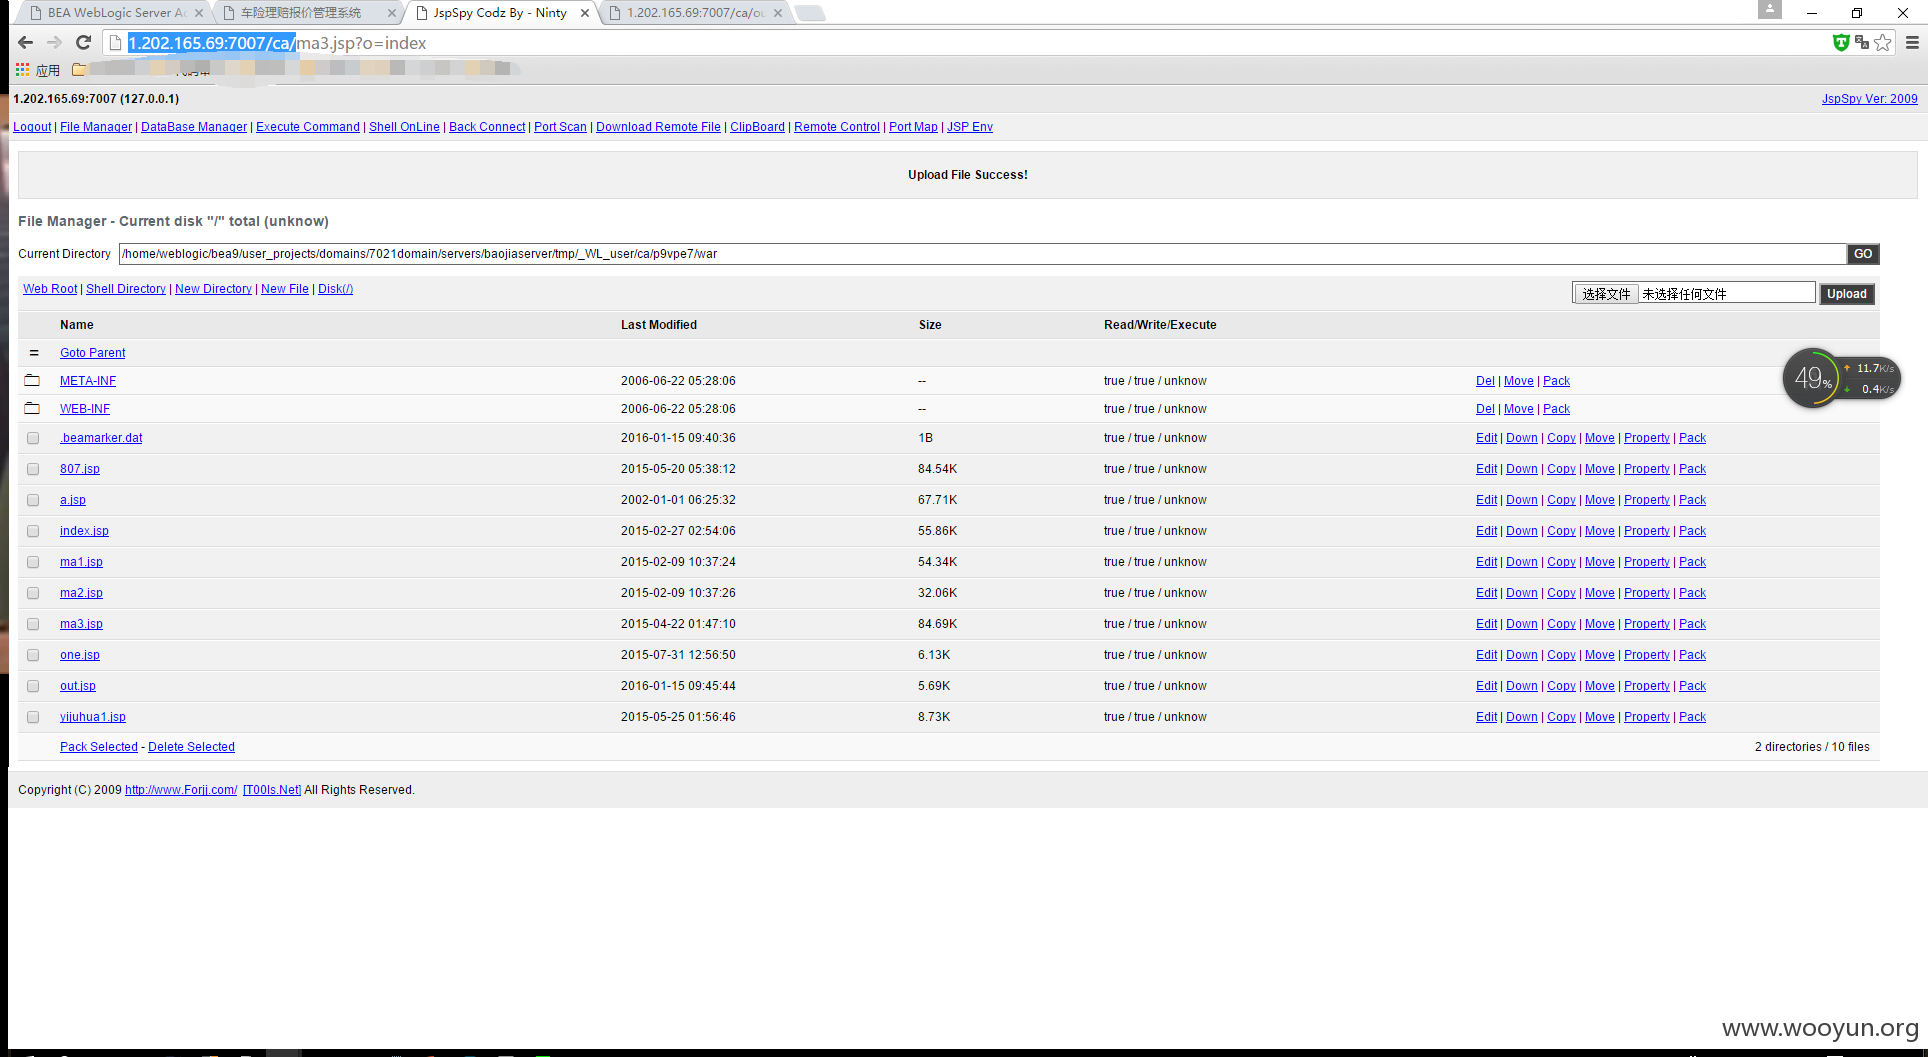 BEA WebLogic Server Ac
车险理赔报价管理系统
JspSpy Codz By - Ninty
1.202.165.69:7007/ca/ou
1.202.165.69:7007/ca/ma3.jsp?o=index
应用
1.202.165.69:7007 (127.0.0.1)
JspSpy Ver: 2009
Logout | File Manager | DataBase Manager | Execute Command | Shell OnLine | Back Connect | Port Scan | Download Remote File | ClipBoard | Remote Control | Port Map | JSP Env
Upload File Success!
File Manager - Current disk "/" total (unknow)
Current Directory /home/weblogic/bea9/user_projects/domains/7021domain/servers/baojiaserver/tmp/_WL_user/ca/p9vpe7/war GO
Web Root | Shell Directory | New Directory | New File | Disk(/)
选择文件 未选择任何文件 Upload
Name Last Modified Size Read/Write/Execute
= Goto Parent
META-INF 2006-06-22 05:28:06 -- true / true / unknow Del | Move | Pack
WEB-INF 2006-06-22 05:28:06 -- true / true / unknow Del | Move | Pack
.beamarker.dat 2016-01-15 09:40:36 1B true / true / unknow Edit | Down | Copy | Move | Property | Pack
807.jsp 2015-05-20 05:38:12 84.54K true / true / unknow Edit | Down | Copy | Move | Property | Pack
a.jsp 2002-01-01 06:25:32 67.71K true / true / unknow Edit | Down | Copy | Move | Property | Pack
index.jsp 2015-02-27 02:54:06 55.86K true / true / unknow Edit | Down | Copy | Move | Property | Pack
ma1.jsp 2015-02-09 10:37:24 54.34K true / true / unknow Edit | Down | Copy | Move | Property | Pack
ma2.jsp 2015-02-09 10:37:26 32.06K true / true / unknow Edit | Down | Copy | Move | Property | Pack
ma3.jsp 2015-04-22 01:47:10 84.69K true / true / unknow Edit | Down | Copy | Move | Property | Pack
one.jsp 2015-07-31 12:56:50 6.13K true / true / unknow Edit | Down | Copy | Move | Property | Pack
out.jsp 2016-01-15 09:45:44 5.69K true / true / unknow Edit | Down | Copy | Move | Property | Pack
vijuhua1.jsp 2015-05-25 01:56:46 8.73K true / true / unknow Edit | Down | Copy | Move | Property | Pack
Pack Selected - Delete Selected
2 directories / 10 files
49%
11.7K/s
0.4K/s
Copyright (C) 2009 http://www.Forjj.com/ [T00ls.Net] All Rights Reserved.
www.wooyun.org